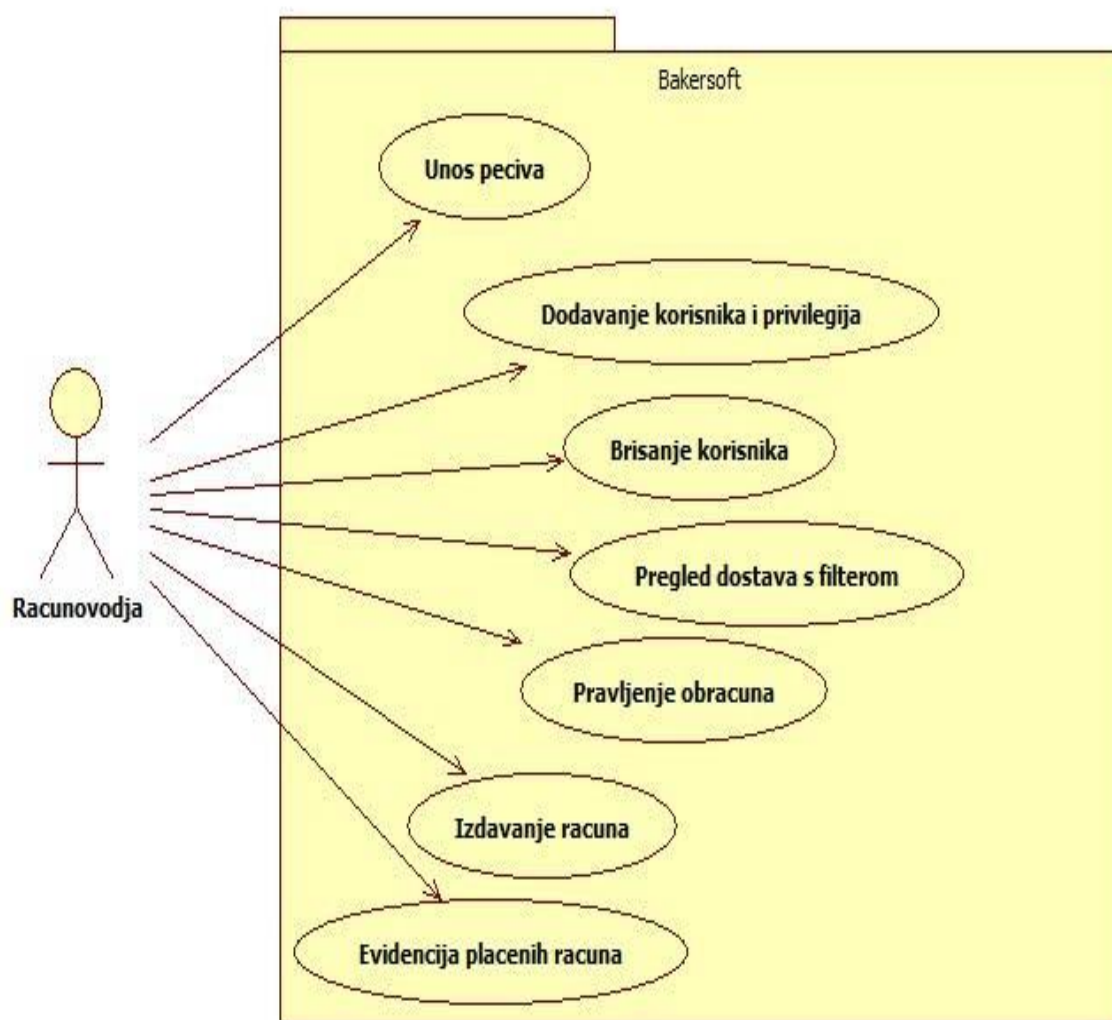 Bakersoft
Unos peciva
Dodavanje korisnika i privilegija
Brisanje korisnika
Pregled dostava s filterom
Racunovodja
Pravljenje obracuna
Izdavanje racuna
Evidencija placenih racuna